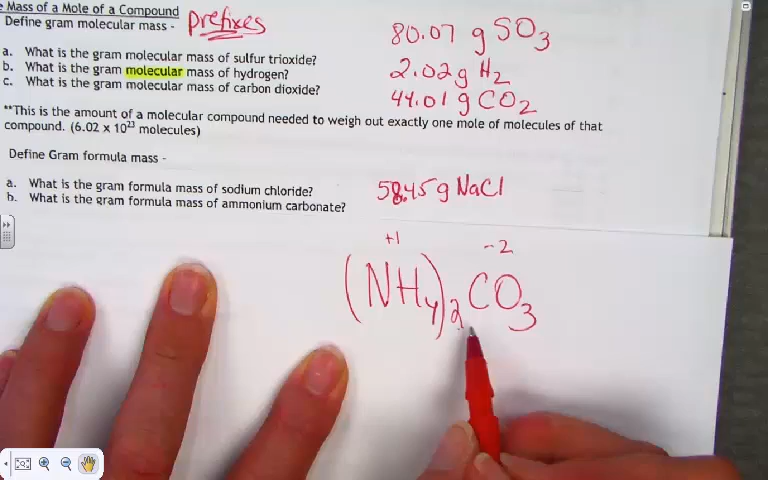 Mass of a Mole of a Compound
Define gram molecular mass - prefixes
a. What is the gram molecular mass of sulfur trioxide? 80.07 g SO3
b. What is the gram molecular mass of hydrogen? 2.02g H2
c. What is the gram molecular mass of carbon dioxide? 44.01 g CO2
**This is the amount of a molecular compound needed to weigh out exactly one mole of molecules of that
compound. (6.02 x 10^23 molecules)
Define Gram formula mass -
a. What is the gram formula mass of sodium chloride? 58.45 g NaCl
b. What is the gram formula mass of ammonium carbonate?
+1 -2
(NH4)2CO3